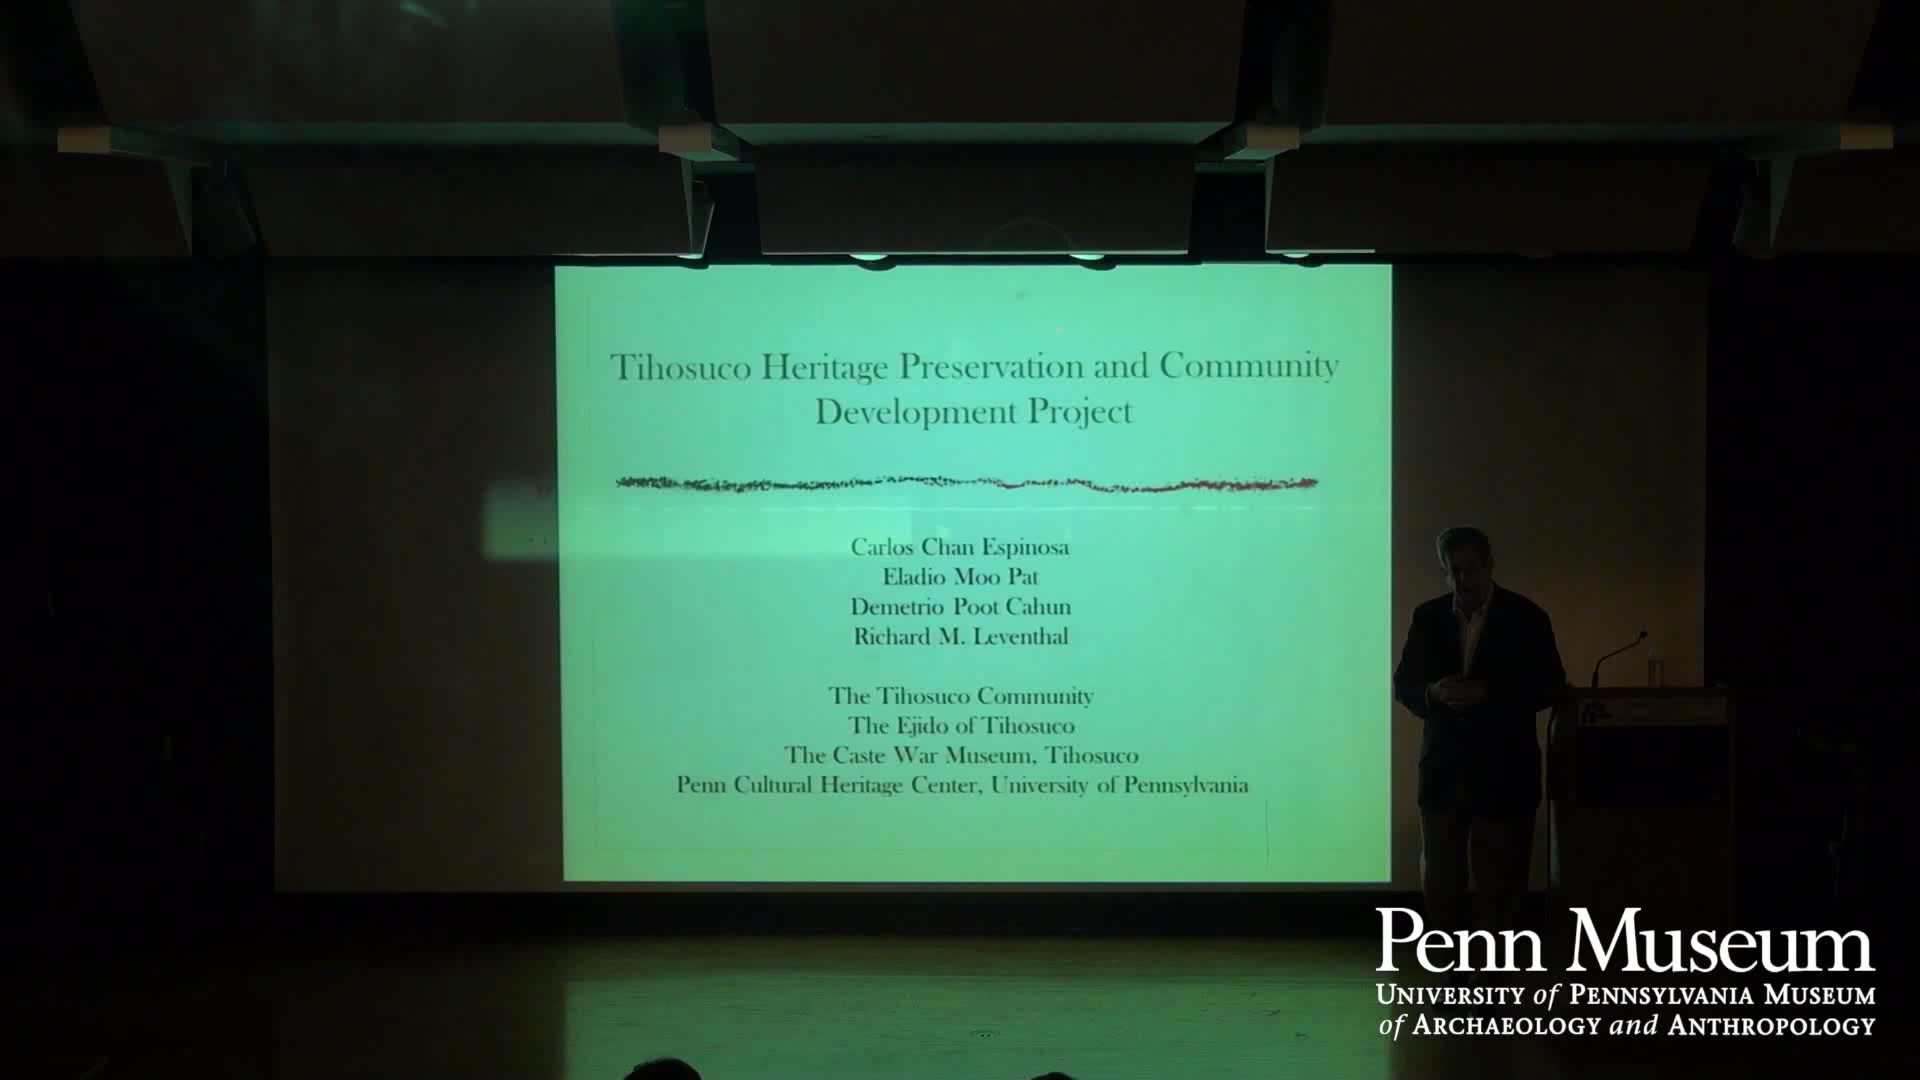 Tihosuco Heritage Preservation and Community
Development Project
Carlos Chan Espinosa
Eladio Moo Pat
Demetrio Poot Cahun
Richard M. Leventhal
The Tihosuco Community
The Ejido of Tihosuco
The Caste War Museum, Tihosuco
Penn Cultural Heritage Center, University of Pennsylvania
Penn Museum
UNIVERSITY of PENNSYLVANIA MUSEUM
of ARCHAEOLOGY and ANTHROPOLOGY